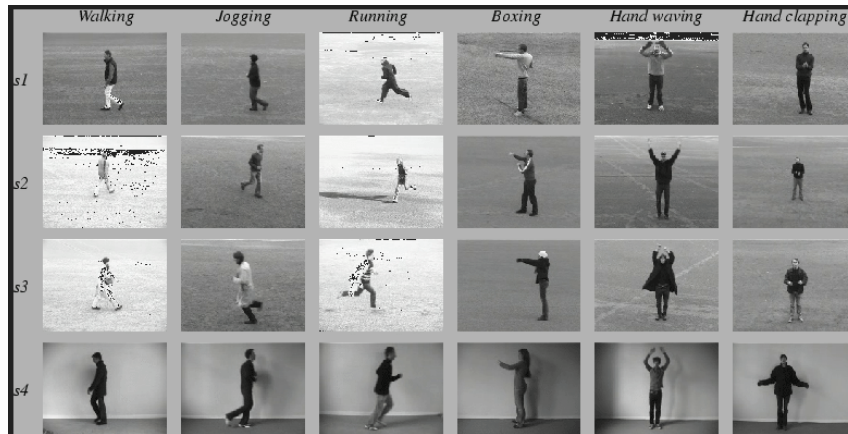 Walking Jogging Running Boxing Hand waving Hand clapping
s1
s2
s3
s4